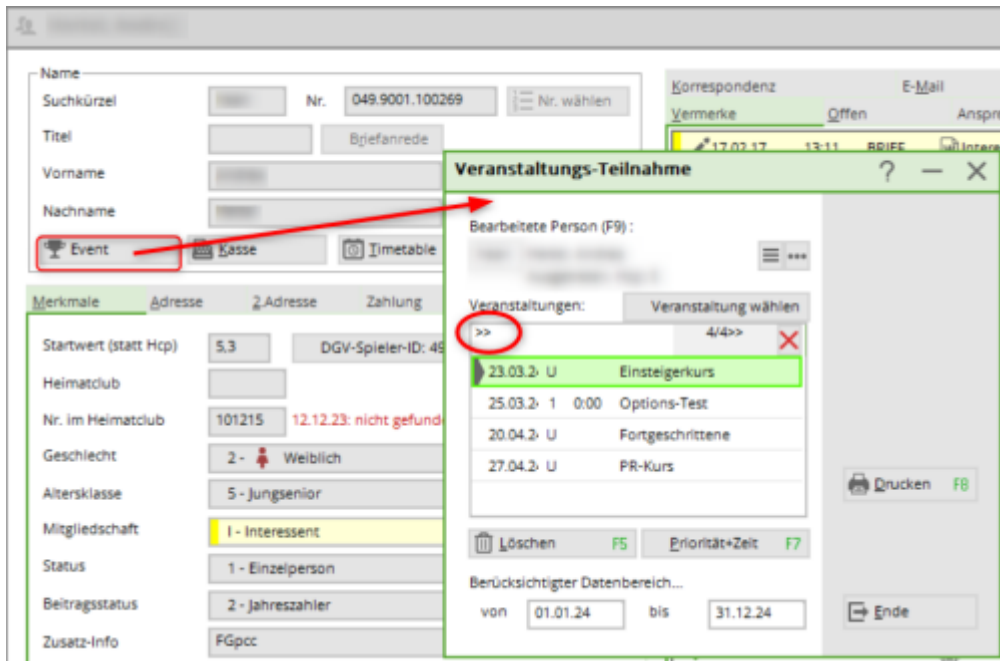 Name
Suchkürzel Nr. 049.9001.100269 Nr. wählen
Titel Briefanrede
Vorname
Nachname
Event Kasse Timetable
Merkmale Adresse 2.Adresse Zahlung
Startwert (statt Hcp) 5,3 DGV-Spieler-ID: 49
Heimatclub
Nr. im Heimatclub 101215 12.12.23: nicht gefund
Geschlecht 2 - Weiblich
Altersklasse 5 - Jungsenior
Mitgliedschaft I - Interessent
Status 1 - Einzelperson
Beitragsstatus 2 - Jahreszahler
Zusatz-Info FGpcc
Korrespondenz E-Mail
Vermerke Offen Anspre
17.02.17 13:11 BRIEF Intere
Veranstaltungs-Teilnahme ?
Bearbeitete Person (F9) :
Veranstaltungen: Veranstaltung wählen
>> 4/4>>
23.03.2 U Einsteigerkurs
25.03.2 1 0:00 Options-Test
20.04.2 U Fortgeschrittene
27.04.2 U PR-Kurs
Löschen F5 Priorität+Zeit F7
Berücksichtigter Datenbereich...
von 01.01.24 bis 31.12.24
Drucken F8
Ende